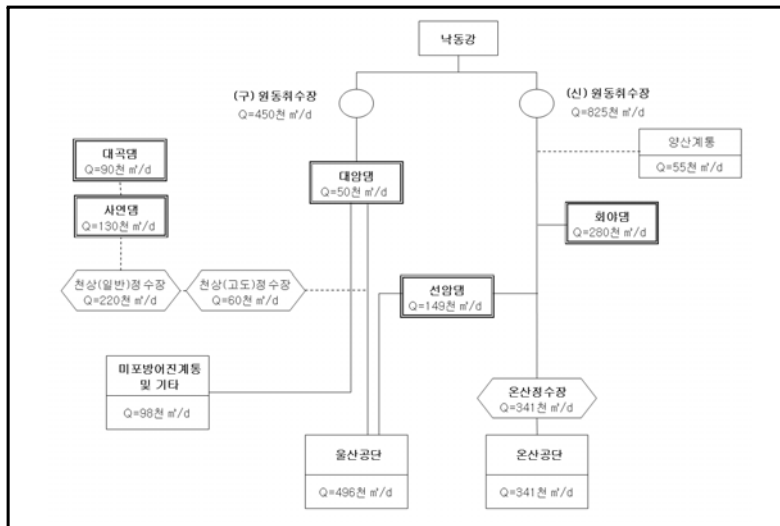 낙동강
(구) 원동취수장
Q=450천 ㎥/d
(신) 원동취수장
Q=825천 ㎥/d
양산계통
Q=55천 ㎥/d
대곡댐
Q=90천 ㎥/d
대암댐
Q=50천 ㎥/d
사연댐
Q=130천 ㎥/d
회야댐
Q=280천 ㎥/d
천상(일반)정수장
Q=220천 ㎥/d
천상(고도)정수장
Q=60천 ㎥/d
선암댐
Q=149천 ㎥/d
미포방어진계통
및 기타
Q=98천 ㎥/d
온산정수장
Q=341천 ㎥/d
울산공단
Q=496천 ㎥/d
온산공단
Q=341천 ㎥/d